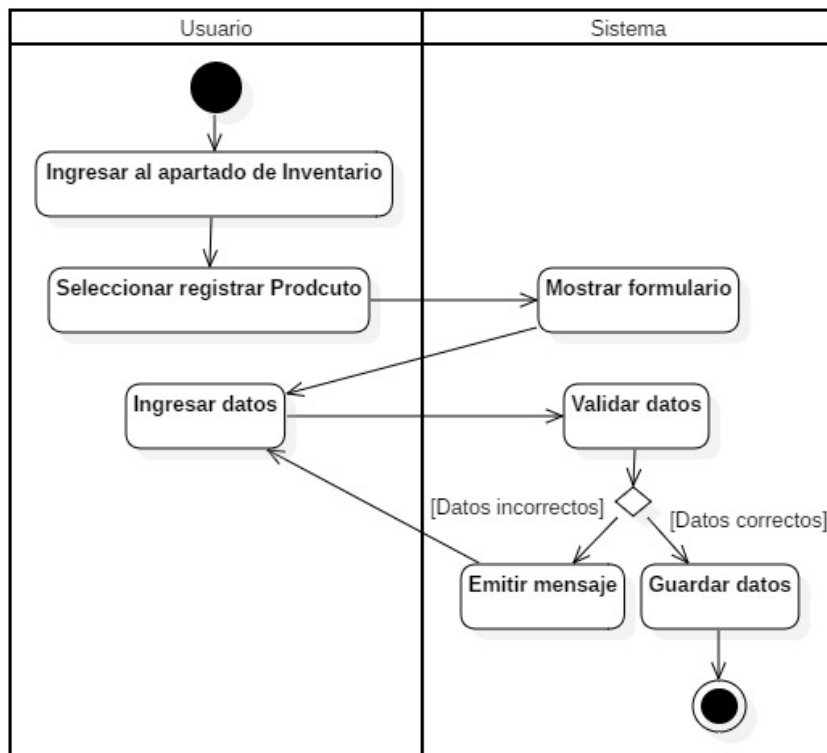 Usuario
Sistema
Ingresar al apartado de Inventario
Seleccionar registrar Prodcuto
Mostrar formulario
Ingresar datos
Validar datos
[Datos incorrectos]
[Datos correctos]
Emitir mensaje
Guardar datos